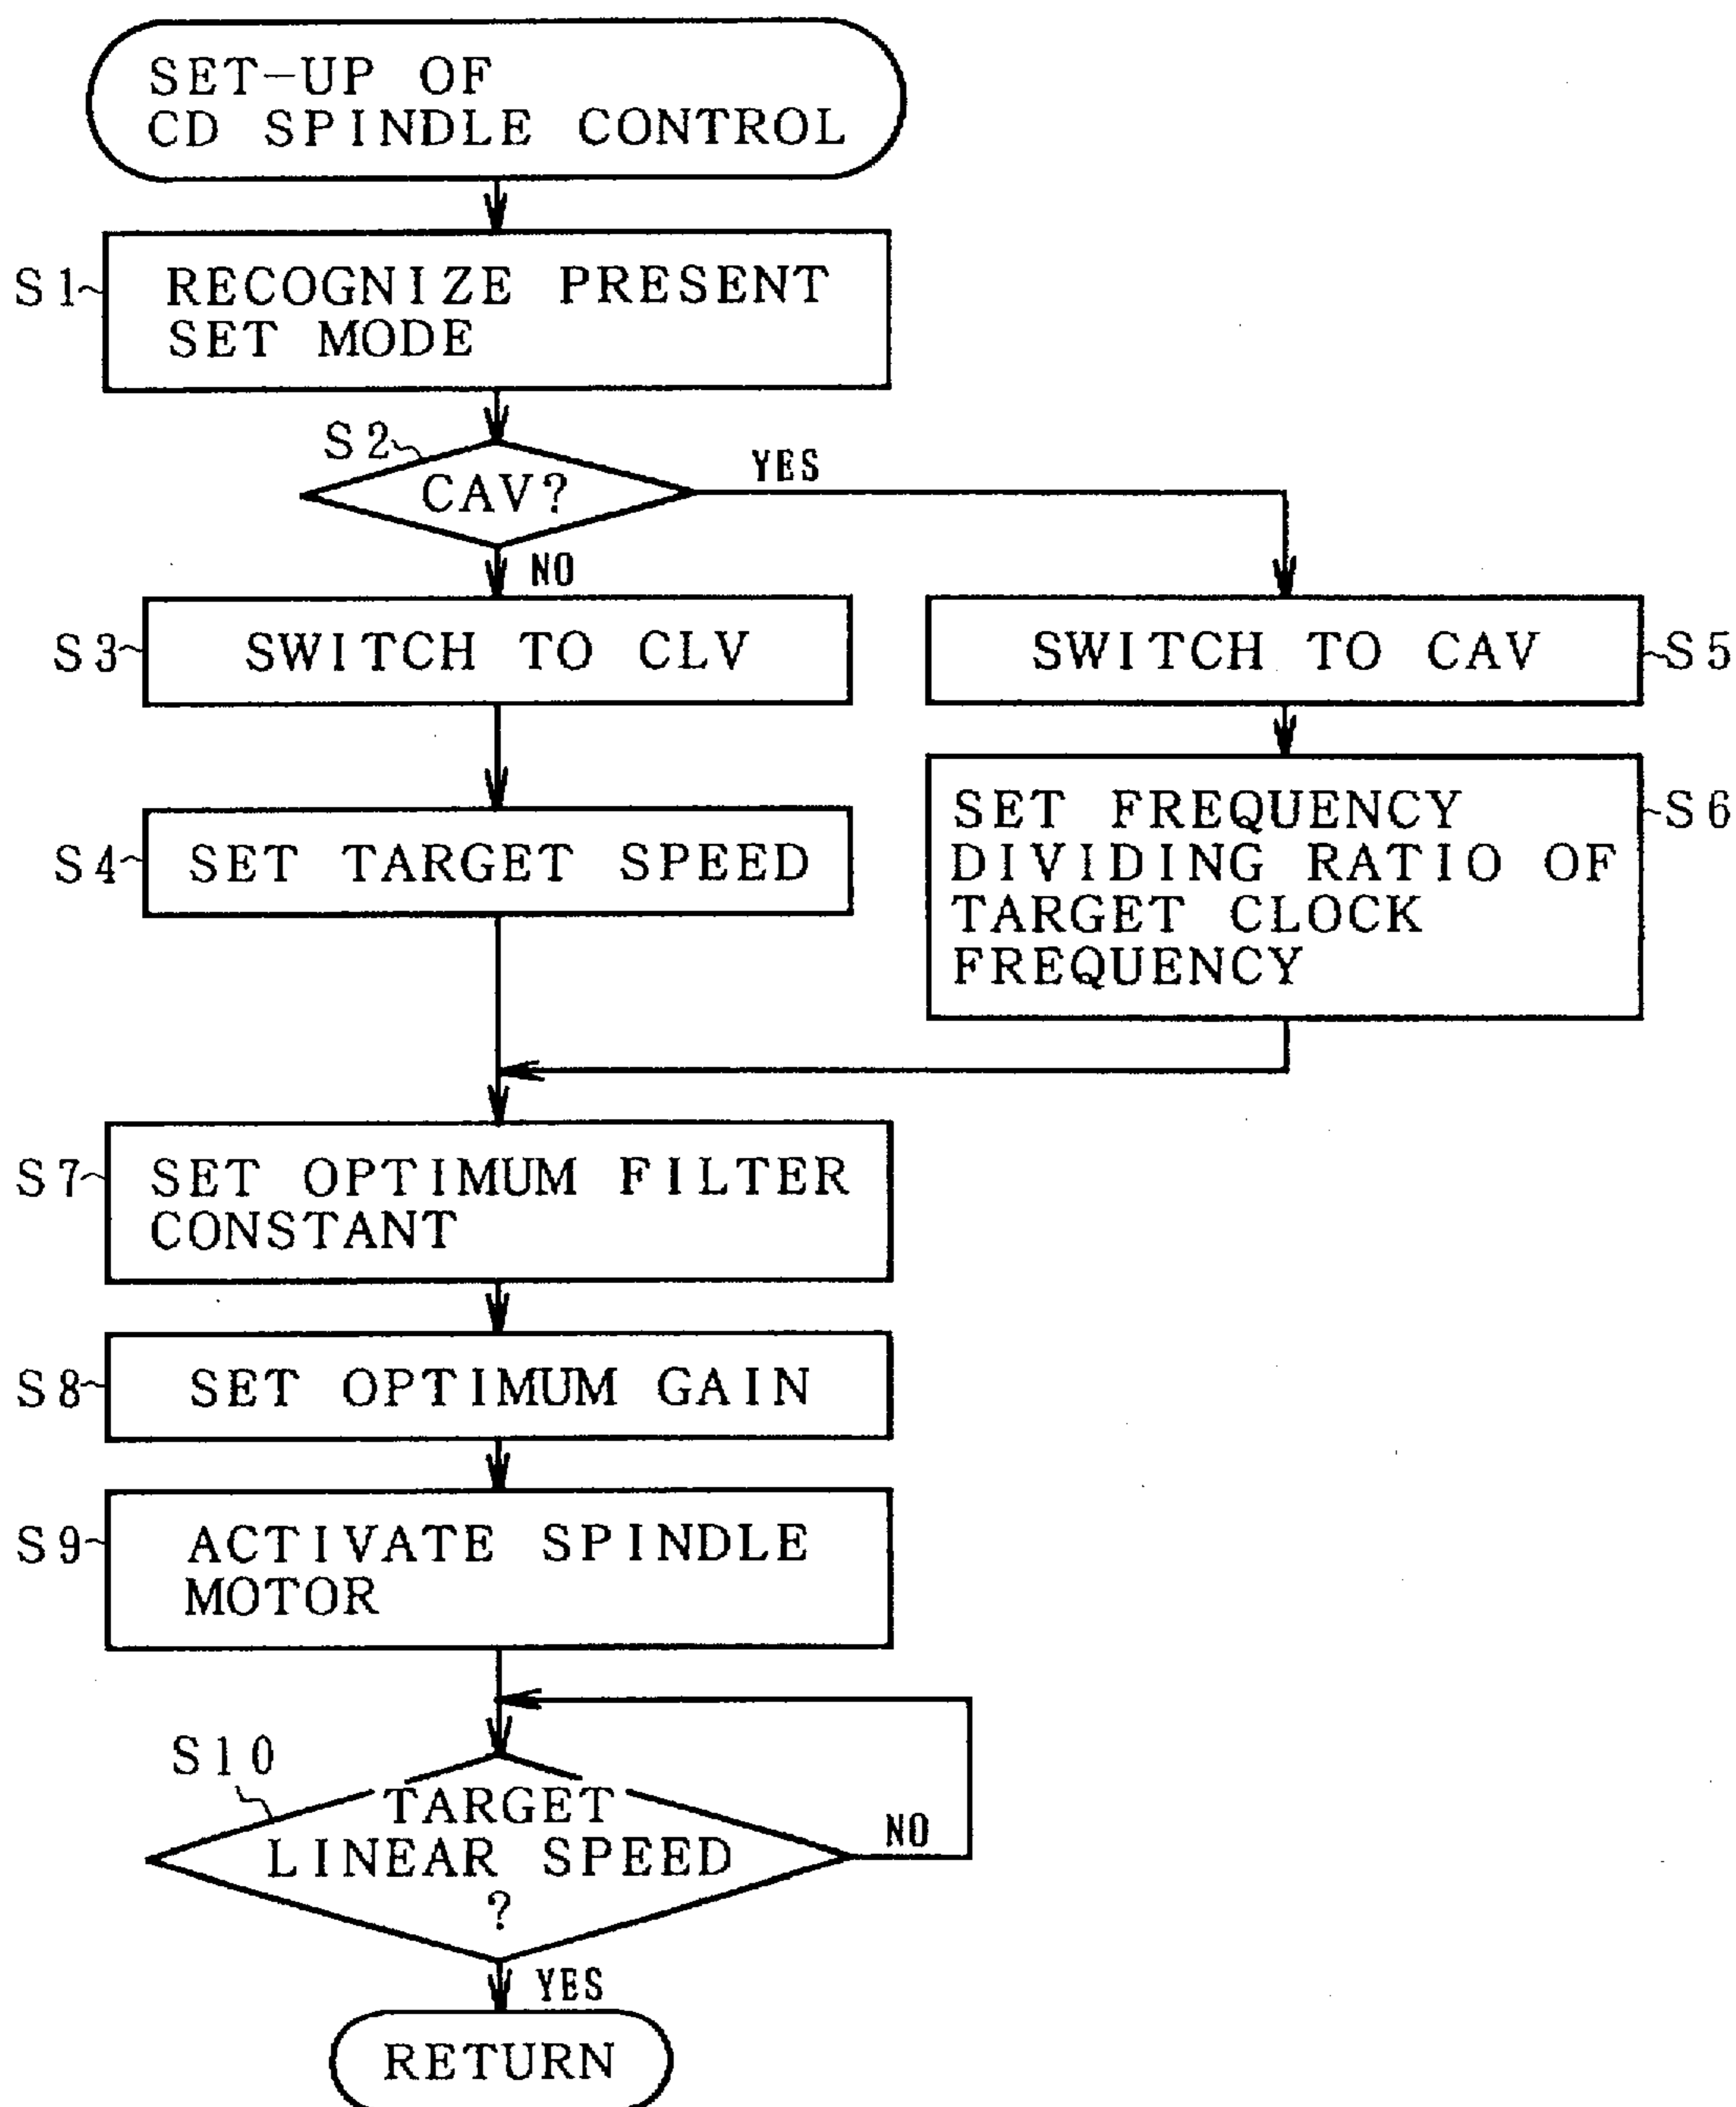 SET-UP OF
CD SPINDLE CONTROL
S1
RECOGNIZE PRESENT
SET MODE
S2
CAV?
YES
NO
S3
SWITCH TO CLV
SWITCH TO CAV
S5
S4
SET TARGET SPEED
SET FREQUENCY
DIVIDING RATIO OF
TARGET CLOCK
FREQUENCY
S6
S7
SET OPTIMUM FILTER
CONSTANT
S8
SET OPTIMUM GAIN
S9
ACTIVATE SPINDLE
MOTOR
S10
TARGET
LINEAR SPEED
?
NO
YES
RETURN